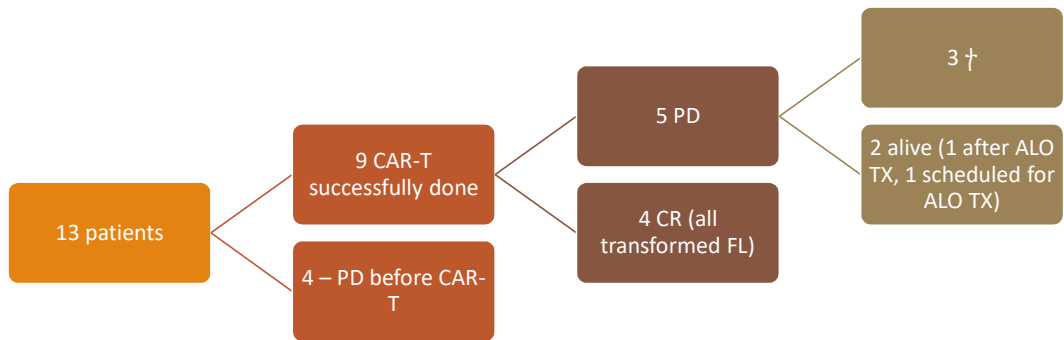 13 patients
9 CAR-T
successfully done
4 – PD before CAR-
T
5 PD
4 CR (all
transformed FL)
3 †
2 alive (1 after ALO
TX, 1 scheduled for
ALO TX)